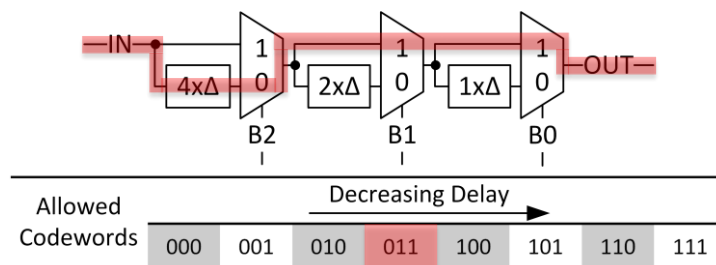 IN 1 1 1 OUT
4xΔ 0 2xΔ 0 1xΔ 0
B2 B1 B0
Decreasing Delay
Allowed
Codewords
000 001 010 011 100 101 110 111